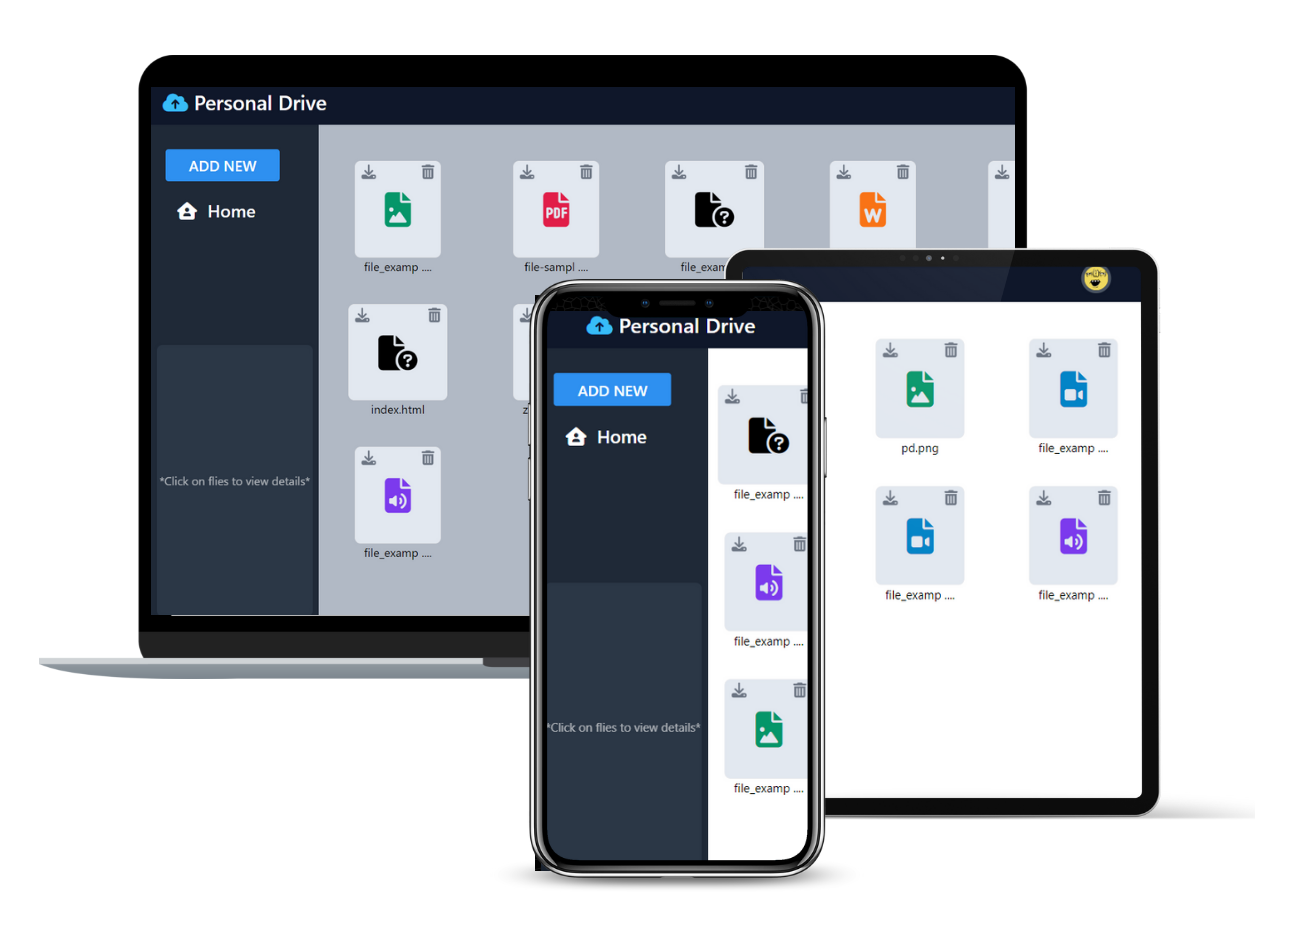 Personal Drive
ADD NEW
Home
file_examp ....
PDF
file-sampl ....
file_exam
W
index.html
z
file_examp ....
*Click on flies to view details*
Personal Drive
ADD NEW
Home
file_examp ....
file_examp ....
file_examp ....
*Click on flies to view details*
pd.png
file_examp ....
file_examp ....
file_examp ....